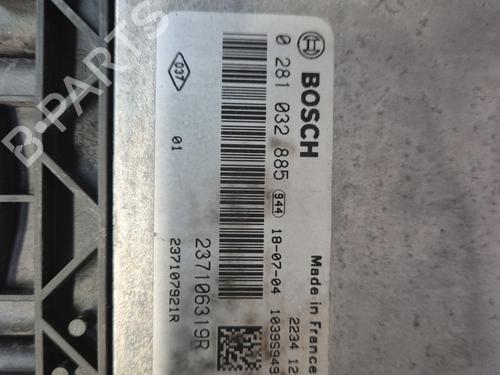 BOSCH
Made in France
0 281 032 885 944 18-07-04
2234 12
1039S949
D37
01
237106319R
237107921R
B-PARTS